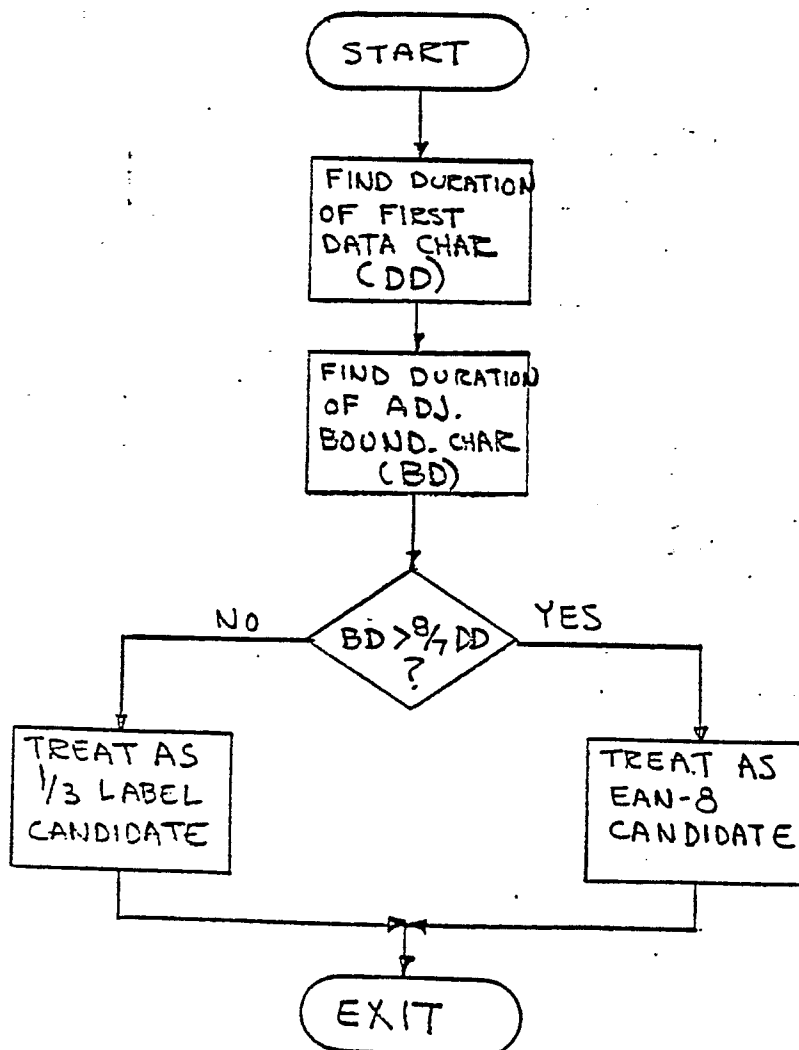 START
FIND DURATION
OF FIRST
DATA CHAR
(DD)
FIND DURATION
OF ADJ.
BOUND. CHAR
(BD)
NO
BD > 8/7 DD
?
YES
TREAT AS
1/3 LABEL
CANDIDATE
TREAT AS
EAN-8
CANDIDATE
EXIT